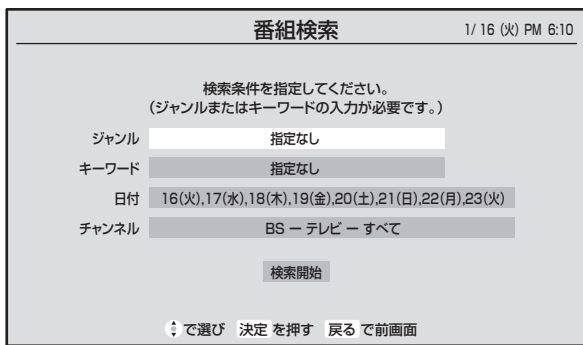 番組検索 1/ 16 (火) PM 6:10
検索条件を指定してください。
（ジャンルまたはキーワードの入力が必要です。）
ジャンル 指定なし
キーワード 指定なし
日付 16(火),17(水),18(木),19(金),20(土),21(日),22(月),23(火)
チャンネル BS ー テレビ ー すべて
検索開始
で選び 決定 を押す 戻る で前画面